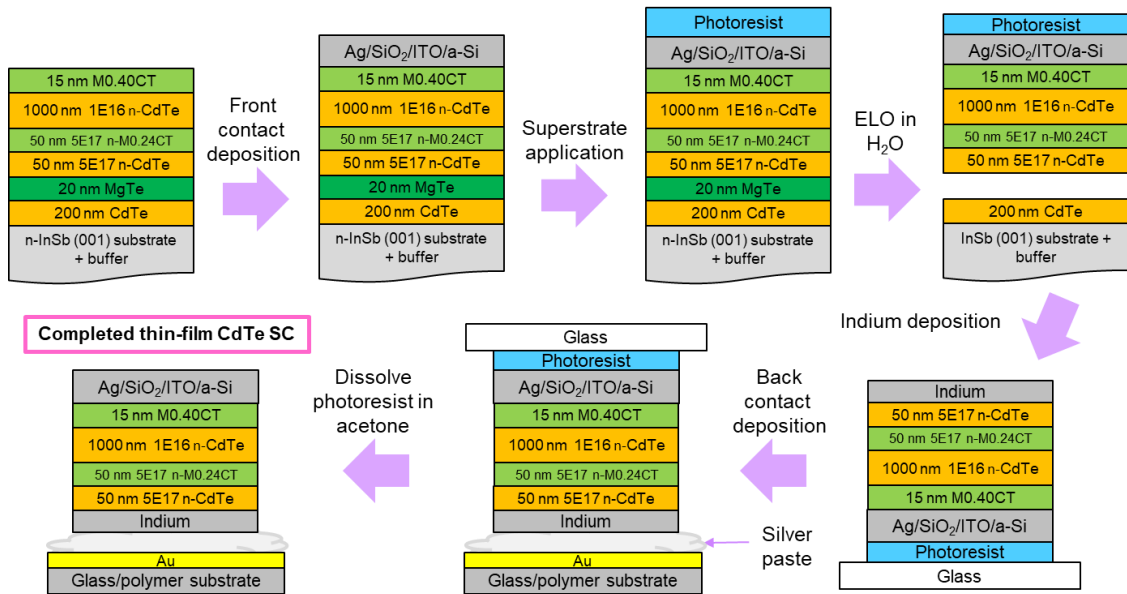 15 nm M0.40CT
1000 nm 1E16 n-CdTe
50 nm 5E17 n-M0.24CT
50 nm 5E17 n-CdTe
20 nm MgTe
200 nm CdTe
n-InSb (001) substrate
+ buffer
Front
contact
deposition
Ag/SiO₂/ITO/a-Si
15 nm M0.40CT
1000 nm 1E16 n-CdTe
50 nm 5E17 n-M0.24CT
50 nm 5E17 n-CdTe
20 nm MgTe
200 nm CdTe
n-InSb (001) substrate
+ buffer
Superstrate
application
Photoresist
Ag/SiO₂/ITO/a-Si
15 nm M0.40CT
1000 nm 1E16 n-CdTe
50 nm 5E17 n-M0.24CT
50 nm 5E17 n-CdTe
20 nm MgTe
200 nm CdTe
n-InSb (001) substrate
+ buffer
ELO in
H₂O
Photoresist
Ag/SiO₂/ITO/a-Si
15 nm M0.40CT
1000 nm 1E16 n-CdTe
50 nm 5E17 n-M0.24CT
50 nm 5E17 n-CdTe
200 nm CdTe
InSb (001) substrate +
buffer
Indium deposition
Indium
50 nm 5E17 n-CdTe
50 nm 5E17 n-M0.24CT
1000 nm 1E16 n-CdTe
15 nm M0.40CT
Ag/SiO₂/ITO/a-Si
Photoresist
Glass
Back
contact
deposition
Glass
Photoresist
Ag/SiO₂/ITO/a-Si
15 nm M0.40CT
1000 nm 1E16 n-CdTe
50 nm 5E17 n-M0.24CT
50 nm 5E17 n-CdTe
Indium
Silver
paste
Au
Glass/polymer substrate
Dissolve
photoresist in
acetone
Completed thin-film CdTe SC
Ag/SiO₂/ITO/a-Si
15 nm M0.40CT
1000 nm 1E16 n-CdTe
50 nm 5E17 n-M0.24CT
50 nm 5E17 n-CdTe
Indium
Au
Glass/polymer substrate